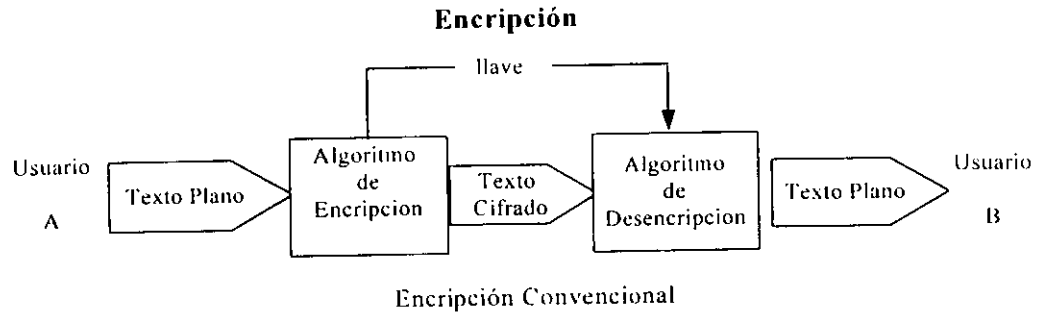 Encripción
llave
Usuario
A
Texto Plano
Algoritmo
de
Encripcion
Texto
Cifrado
Algoritmo
de
Desencripcion
Texto Plano
Usuario
B
Encripción Convencional